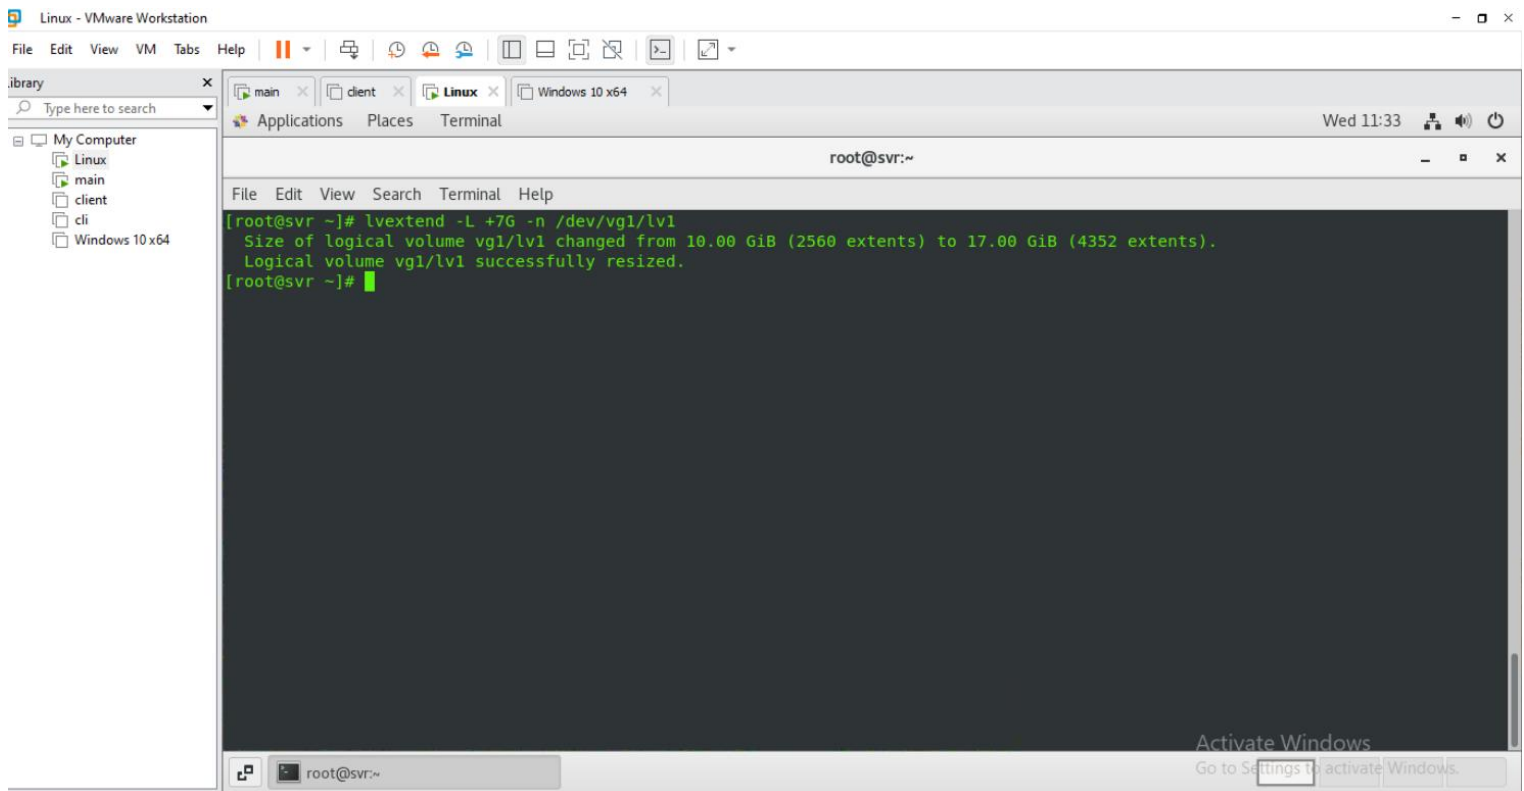 Linux - VMware Workstation
File Edit View VM Tabs Help
Library
Type here to search
My Computer
Linux
main
client
cli
Windows 10 x64
main client Linux Windows 10 x64
Applications Places Terminal Wed 11:33
root@svr:~
File Edit View Search Terminal Help
[root@svr ~]# lvextend -L +7G -n /dev/vg1/lv1
Size of logical volume vg1/lv1 changed from 10.00 GiB (2560 extents) to 17.00 GiB (4352 extents).
Logical volume vg1/lv1 successfully resized.
[root@svr ~]#
Activate Windows
Go to Settings to activate Windows.
root@svr:~